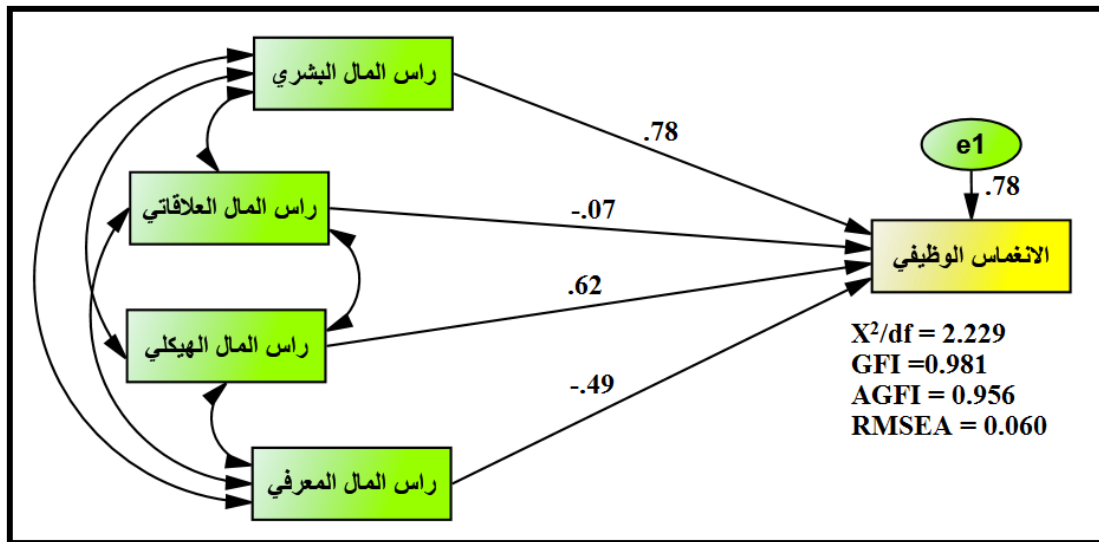 راس المال البشري
.78
e1
.78
راس المال العلاقاتي
-.07
الانغماس الوظيفي
.62
راس المال الهيكلي
X²/df = 2.229
GFI =0.981
AGFI = 0.956
RMSEA = 0.060
-.49
راس المال المعرفي